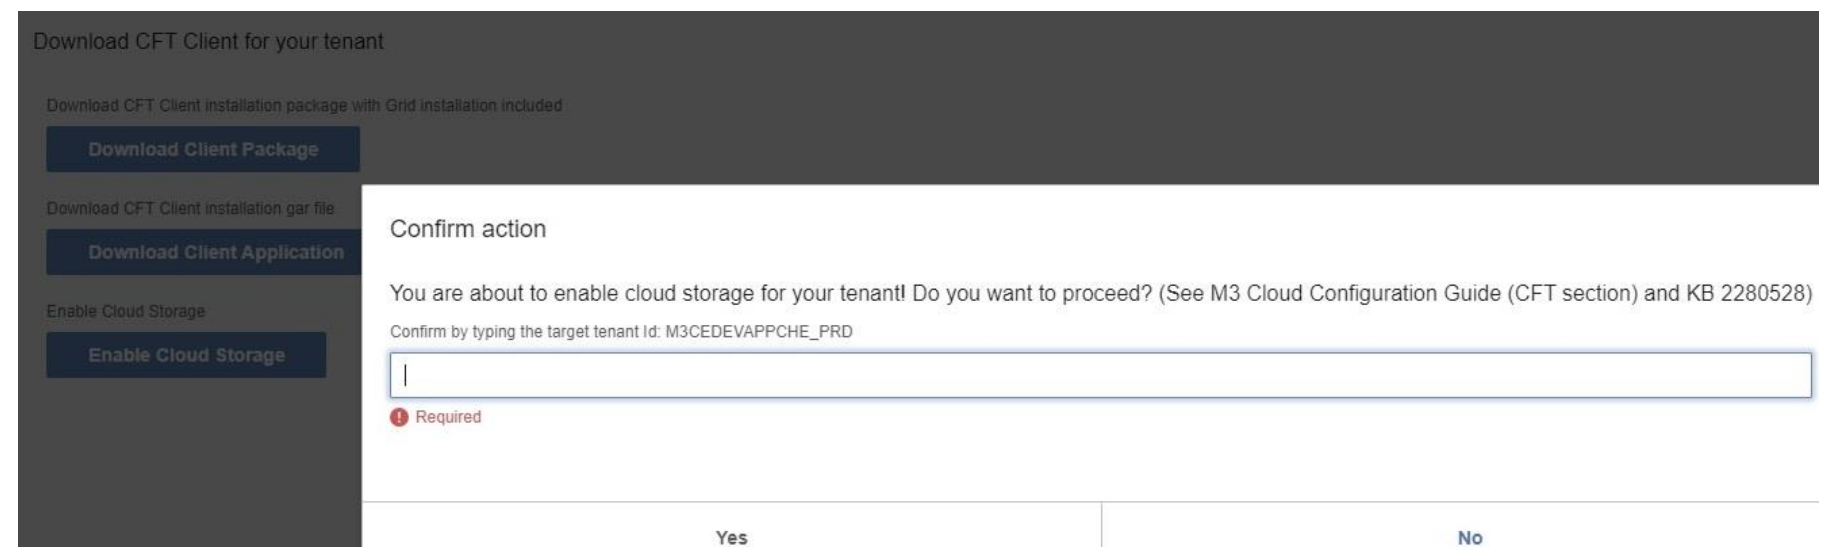 Download CFT Client for your tenant
Download CFT Client installation package with Grid installation included
Download Client Package
Download CFT Client installation gar file
Download Client Application
Enable Cloud Storage
Enable Cloud Storage
Confirm action
You are about to enable cloud storage for your tenant! Do you want to proceed? (See M3 Cloud Configuration Guide (CFT section) and KB 2280528)
Confirm by typing the target tenant Id: M3CEDEVAPPCHE_PRD
Required
Yes
No